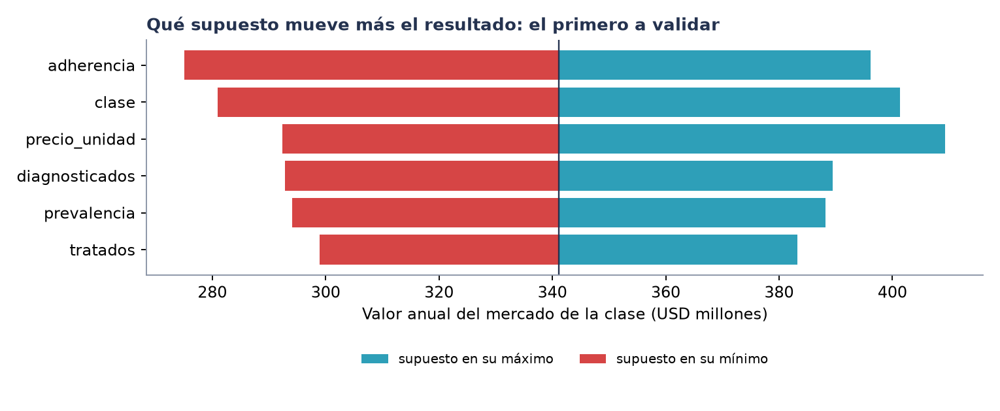 Qué supuesto mueve más el resultado: el primero a validar
adherencia
clase
precio_unidad
diagnosticados
prevalencia
tratados
280 300 320 340 360 380 400
Valor anual del mercado de la clase (USD millones)
supuesto en su máximo supuesto en su mínimo